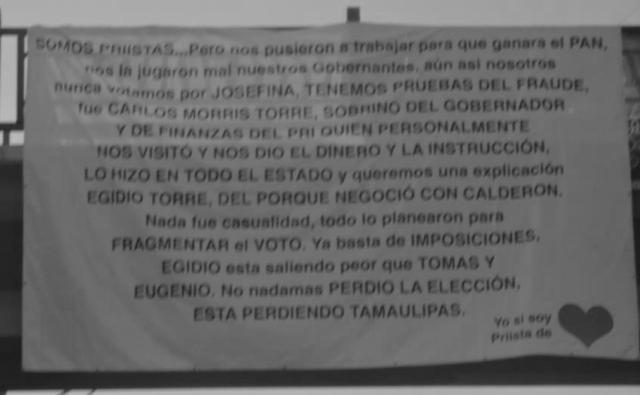 SOMOS PRIISTAS...Pero nos pusieron a trabajar para que ganara el PAN,
nos la jugaron mal nuestros Gobernantes, aún asi nosotros
nunca votamos por JOSEFINA, TENEMOS PRUEBAS DEL FRAUDE,
fue CARLOS MORRIS TORRE, SOBRINO DEL GOBERNADOR
Y DE FINANZAS DEL PRI QUIEN PERSONALMENTE
NOS VISITÓ Y NOS DIO EL DINERO Y LA INSTRUCCIÓN,
LO HIZO EN TODO EL ESTADO y queremos una explicación
EGIDIO TORRE, DEL PORQUE NEGOCIÓ CON CALDERON.
Nada fue casualidad, todo lo planearon para
FRAGMENTAR el VOTO. Ya basta de IMPOSICIONES,
EGIDIO esta saliendo peor que TOMAS Y
EUGENIO. No nadamas PERDIO LA ELECCIÓN,
ESTA PERDIENDO TAMAULIPAS.
Yo si soy
Priista de